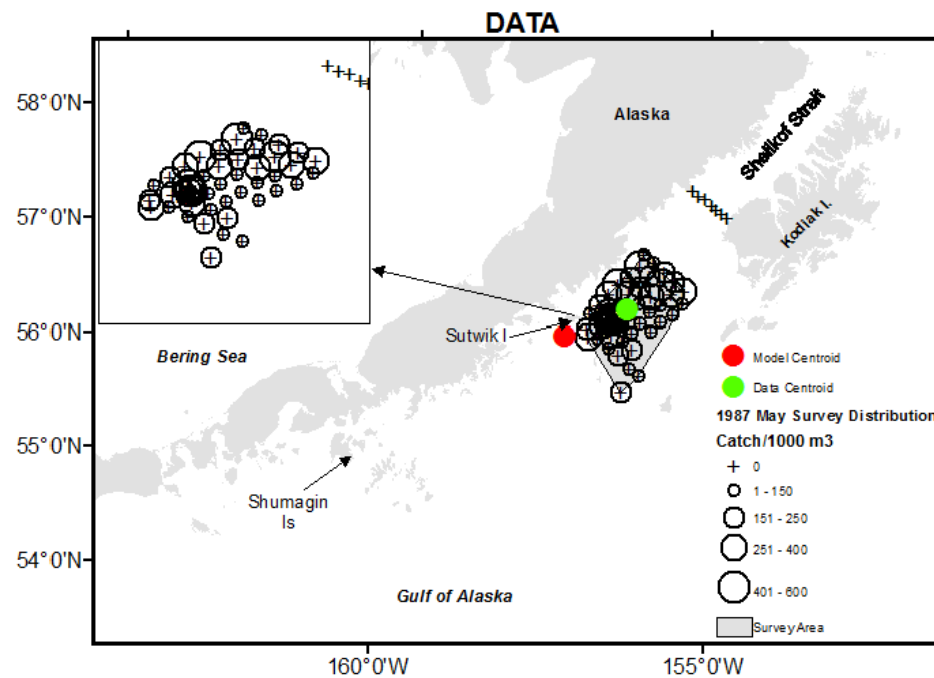 DATA
58°0'N
57°0'N
56°0'N
55°0'N
54°0'N
Alaska
Shelikof Strait
Kodiak I.
Bering Sea
Sutwik I
Shumagin
Is
Gulf of Alaska
Model Centroid
Data Centroid
1987 May Survey Distribution
Catch/1000 m3
0
1 - 150
151 - 250
251 - 400
401 - 600
Survey Area
160°0'W
155°0'W